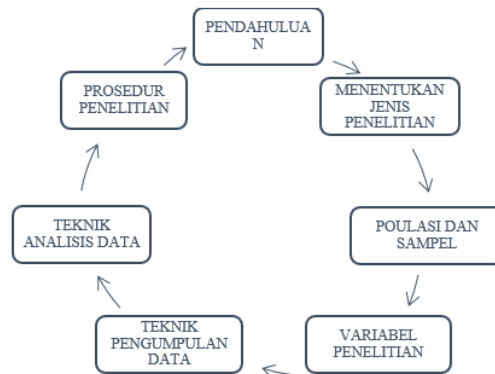 PENDAHULUA
N
MENENTUKAN
JENIS
PENELITIAN
POULASI DAN
SAMPEL
VARIABEL
PENELITIAN
TEKNIK
PENGUMPULAN
DATA
TEKNIK
ANALISIS DATA
PROSEDUR
PENELITIAN